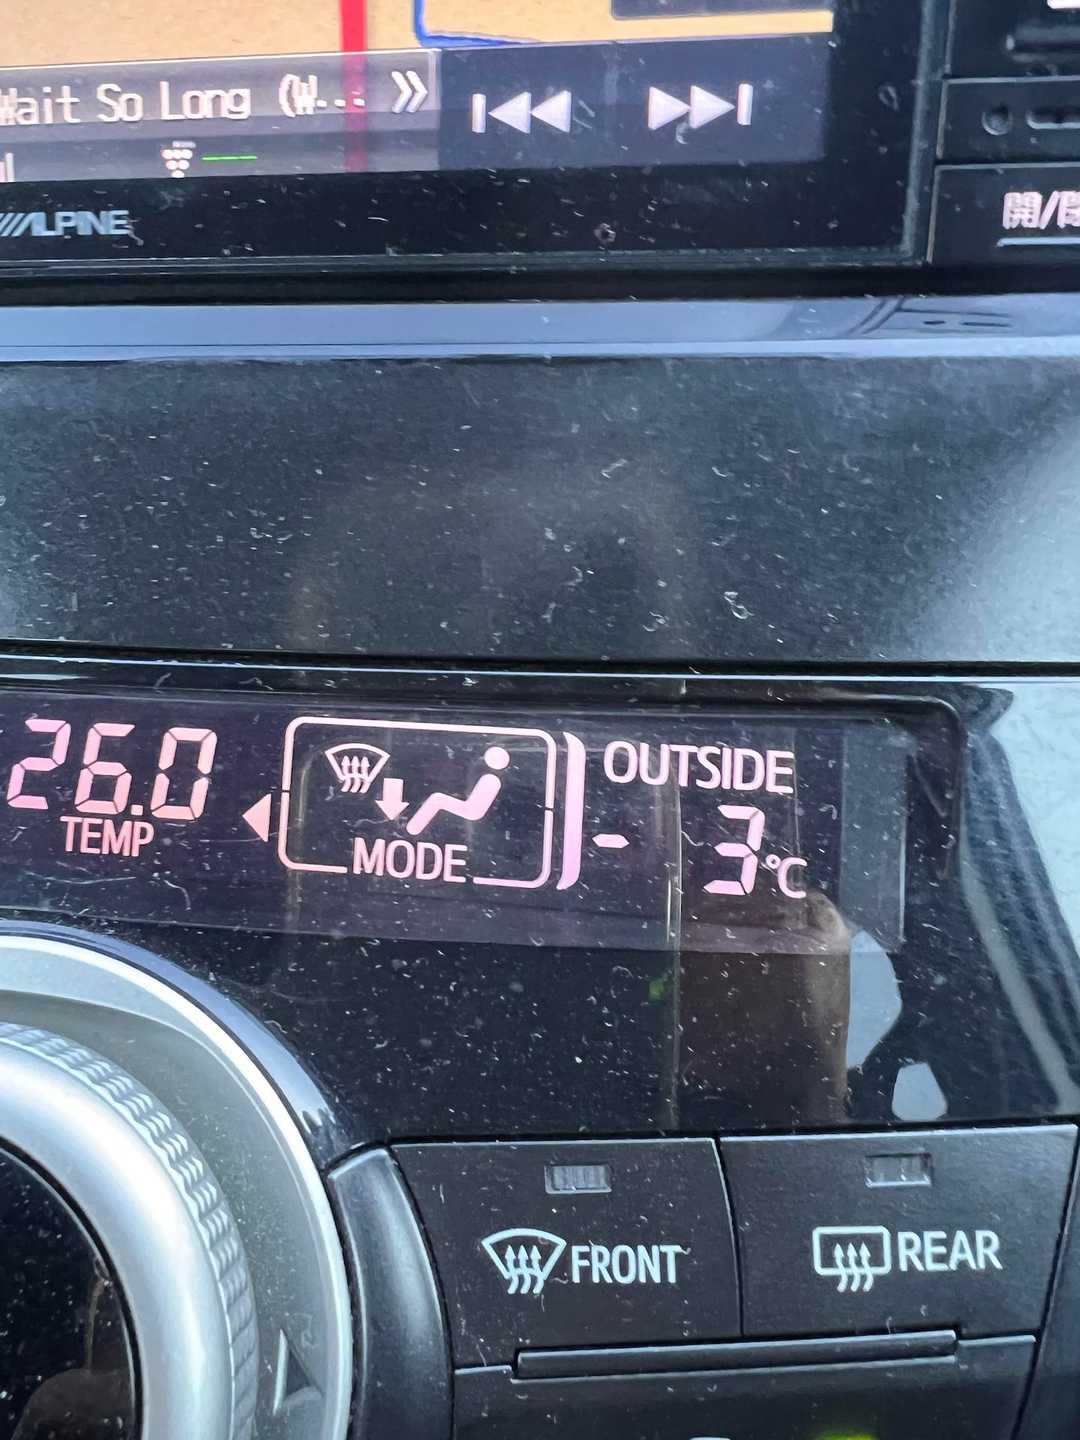 Wait So Long (W...
ALPINE
開/閉
26.0
TEMP
MODE
OUTSIDE
- 3℃
FRONT
REAR